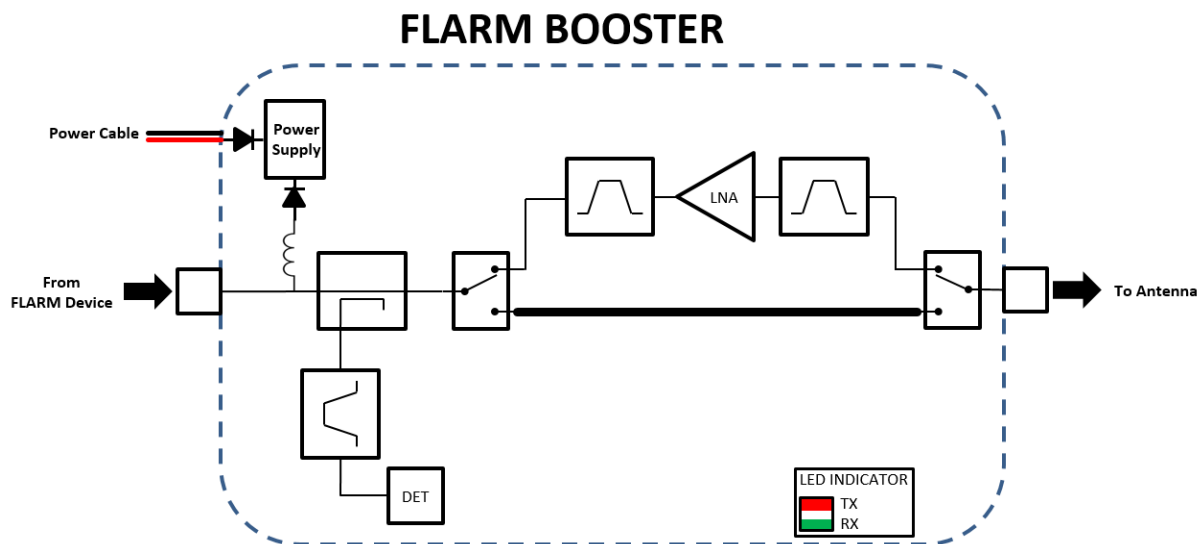 FLARM BOOSTER
Power Cable
Power
Supply
LNA
From
FLARM Device
To Antenna
DET
LED INDICATOR
TX
RX